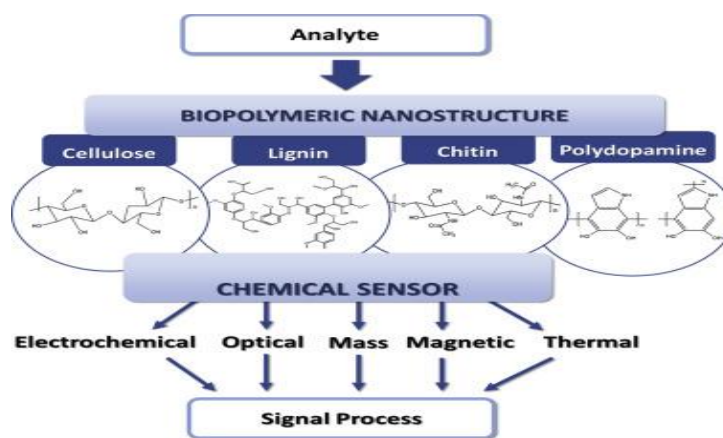 Analyte
BIOPOLYMERIC NANOSTRUCTURE
Cellulose Lignin Chitin Polydopamine
CHEMICAL SENSOR
Electrochemical Optical Mass Magnetic Thermal
Signal Process